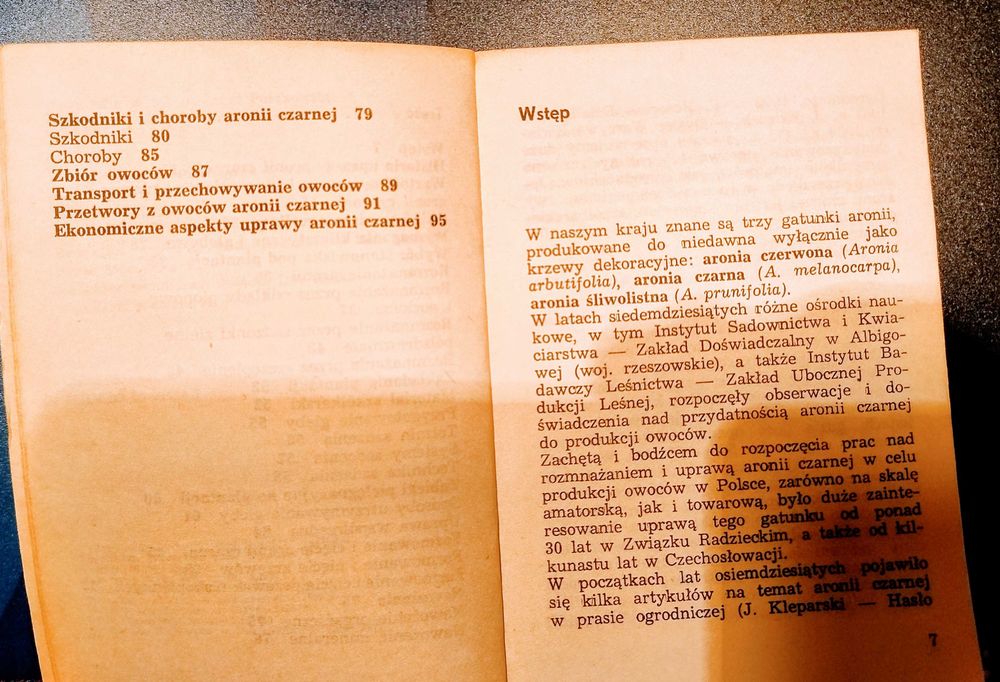 Szkodniki i choroby aronii czarnej 79
Szkodniki 80
Choroby 85
Zbiór owoców 87
Transport i przechowywanie owoców 89
Przetwory z owoców aronii czarnej 91
Ekonomiczne aspekty uprawy aronii czarnej 95
Wstęp
W naszym kraju znane są trzy gatunki aronii,
produkowane do niedawna wyłącznie jako
krzewy dekoracyjne: aronia czerwona (Aronia
arbutifolia), aronia czarna (A. melanocarpa),
aronia śliwolistna (A. prunifolia).
W latach siedemdziesiątych różne ośrodki nau-
kowe, w tym Instytut Sadownictwa i Kwia-
ciarstwa — Zakład Doświadczalny w Albigo-
wej (woj. rzeszowskie), a także Instytut Ba-
dawczy Leśnictwa — Zakład Ubocznej Pro-
dukcji Leśnej, rozpoczęły obserwacje i do-
świadczenia nad przydatnością aronii czarnej
do produkcji owoców.
Zachętą i bodźcem do rozpoczęcia prac nad
rozmnażaniem i uprawą aronii czarnej w celu
produkcji owoców w Polsce, zarówno na skalę
amatorską, jak i towarową, było duże zainte-
resowanie uprawą tego gatunku od ponad
30 lat w Związku Radzieckim, a także od kil-
kunastu lat w Czechosłowacji.
W początkach lat osiemdziesiątych pojawiło
się kilka artykułów na temat aronii czarnej
w prasie ogrodniczej (J. Kleparski — Hasło
7